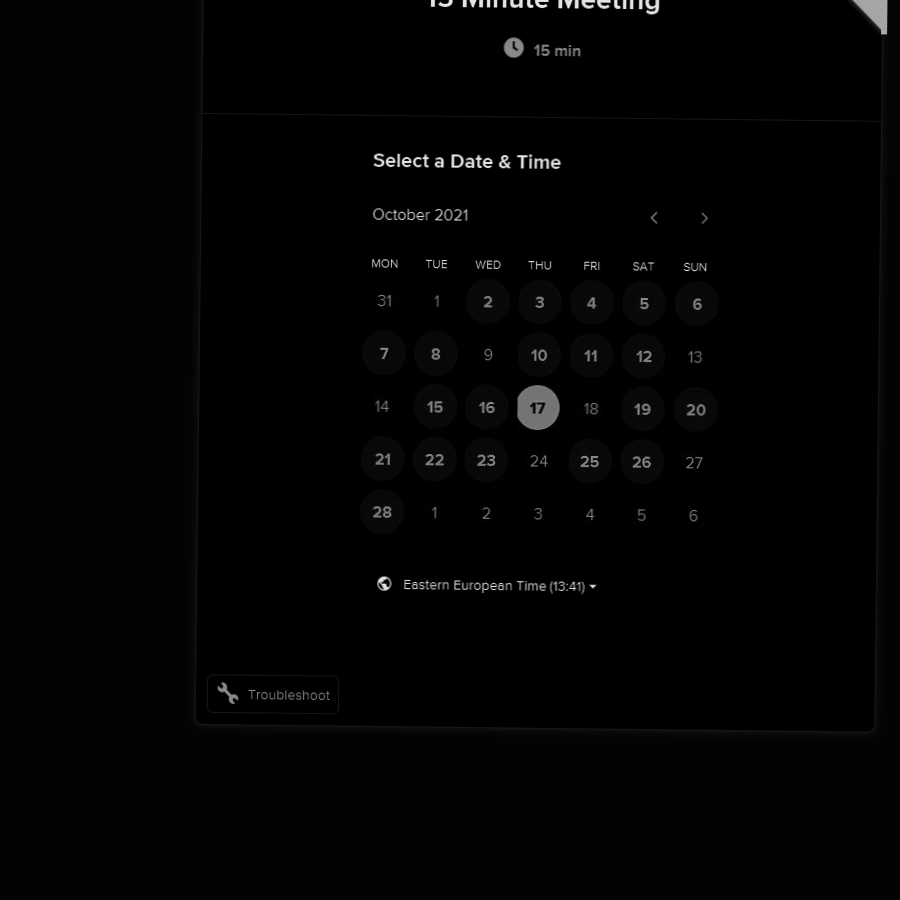 15 Minute Meeting
15 min
Select a Date & Time
October 2021
MON TUE WED THU FRI SAT SUN
31 1 2 3 4 5 6
7 8 9 10 11 12 13
14 15 16 17 18 19 20
21 22 23 24 25 26 27
28 1 2 3 4 5 6
Eastern European Time (13:41)
Troubleshoot